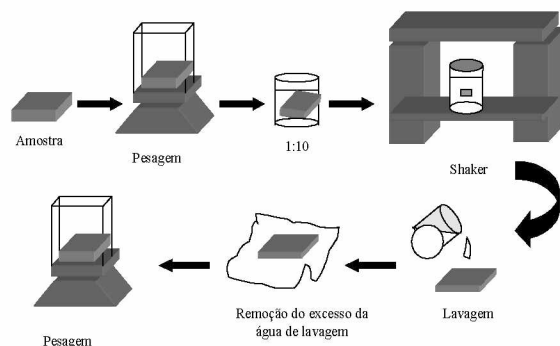 Amostra
Pesagem
1:10
Shaker
Lavagem
Remoção do excesso da
água de lavagem
Pesagem